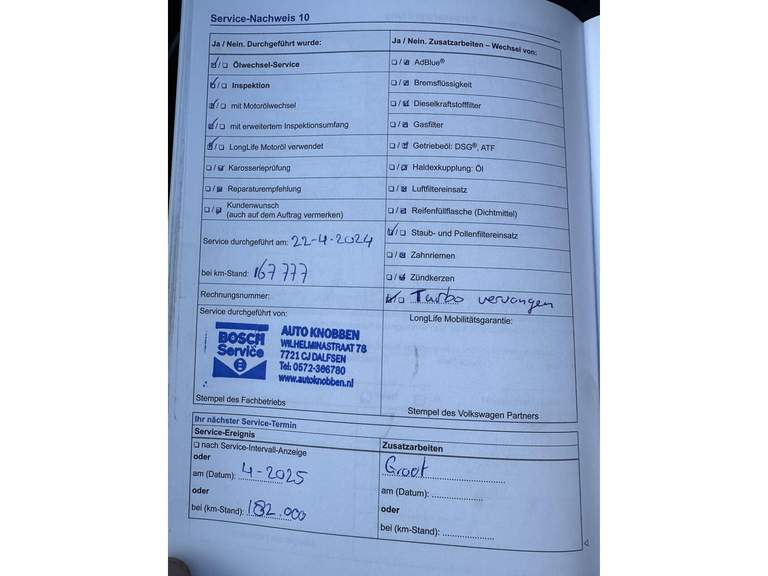 Service-Nachweis 10
Ja / Nein. Durchgeführt wurde:
Ölwechsel-Service
Inspektion
mit Motorölwechsel
mit erweitertem Inspektionsumfang
LongLife Motoröl verwendet
Karosserieprüfung
Reparaturempfehlung
Kundenwunsch
(auch auf dem Auftrag vermerken)
Service durchgeführt am: 22-4-2024
bei km-Stand: 167777
Rechnungsnummer:
Service durchgeführt von:
BOSCH
Service
AUTO KNOBBEN
WILHELMINASTRAAT 78
7721 CJ DALFSEN
Tel: 0572-366780
www.autoknobben.nl
Stempel des Fachbetriebs
Ja / Nein. Zusatzarbeiten – Wechsel von:
AdBlue®
Bremsflüssigkeit
Dieselkraftstofffilter
Gasfilter
Getriebeöl: DSG®, ATF
Haldexkupplung: Öl
Luftfiltereinsatz
Reifenfüllflasche (Dichtmittel)
Staub- und Pollenfiltereinsatz
Zahnriemen
Zündkerzen
Turbo vervangen
LongLife Mobilitätsgarantie:
Stempel des Volkswagen Partners
Ihr nächster Service-Termin
Service-Ereignis
nach Service-Intervall-Anzeige
oder
am (Datum): 4-2025
oder
bei (km-Stand): 182.000
Zusatzarbeiten
Groot
am (Datum):
oder
bei (km-Stand):